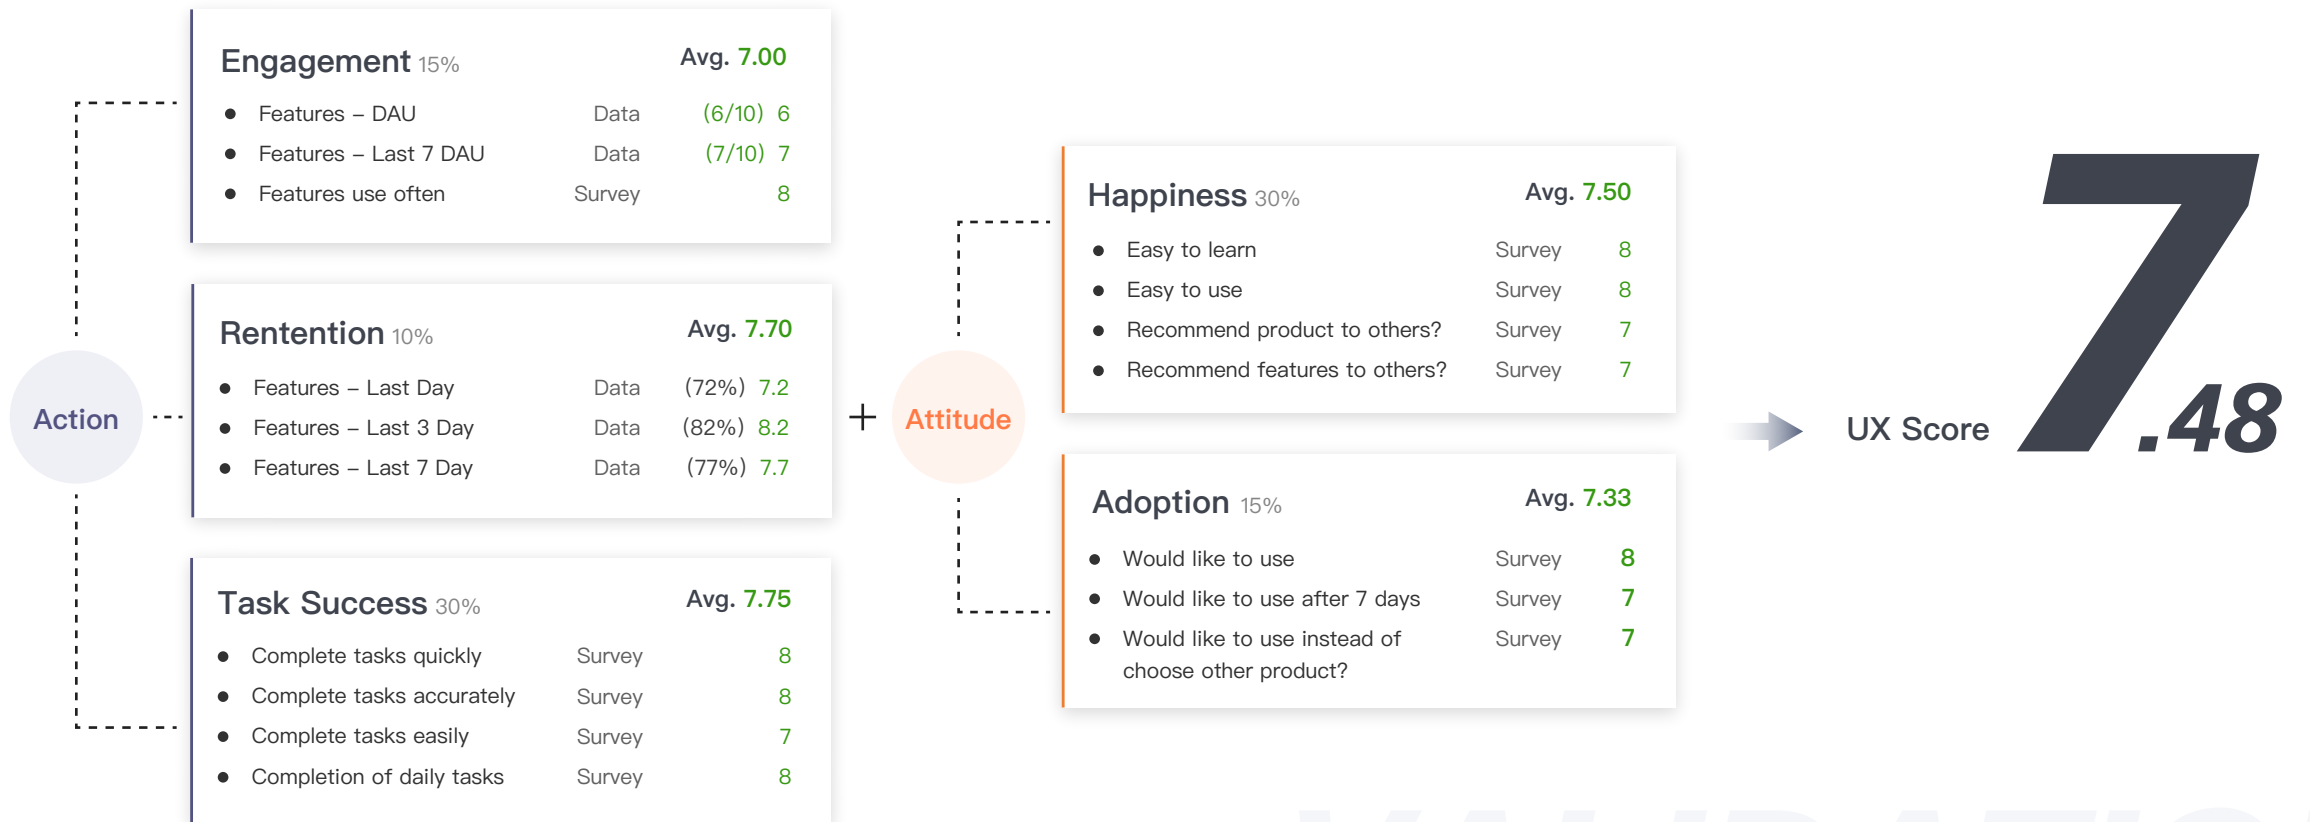 Action
Engagement 15% Avg. 7.00
● Features – DAU Data (6/10) 6
● Features – Last 7 DAU Data (7/10) 7
● Features use often Survey 8
Rentention 10% Avg. 7.70
● Features – Last Day Data (72%) 7.2
● Features – Last 3 Day Data (82%) 8.2
● Features – Last 7 Day Data (77%) 7.7
Task Success 30% Avg. 7.75
● Complete tasks quickly Survey 8
● Complete tasks accurately Survey 8
● Complete tasks easily Survey 7
● Completion of daily tasks Survey 8
+
Attitude
Happiness 30% Avg. 7.50
● Easy to learn Survey 8
● Easy to use Survey 8
● Recommend product to others? Survey 7
● Recommend features to others? Survey 7
Adoption 15% Avg. 7.33
● Would like to use Survey 8
● Would like to use after 7 days Survey 7
● Would like to use instead of Survey 7
choose other product?
UX Score 7.48